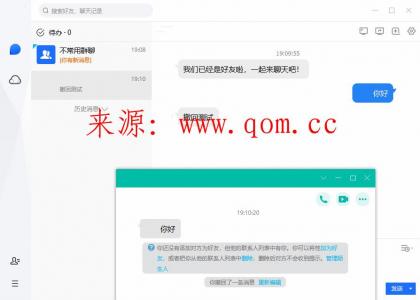 搜索好友、聊天记录
待办 · 0
不常用群聊
19:08
[你有新消息]
19:10
撤回测试
历史消息
19:09:55
我们已经是好友啦，一起来聊天吧！
你好
撤回测试
来源: www.qom.cc
19:10:20
你好
你还没有添加对方为好友，但他的联系人列表中有你。你可以将他加为好
友，或者把你从他的联系人列表中删除。删除后对方不会收到提示。管理陌
生人
你撤回了一条消息 重新编辑
发送